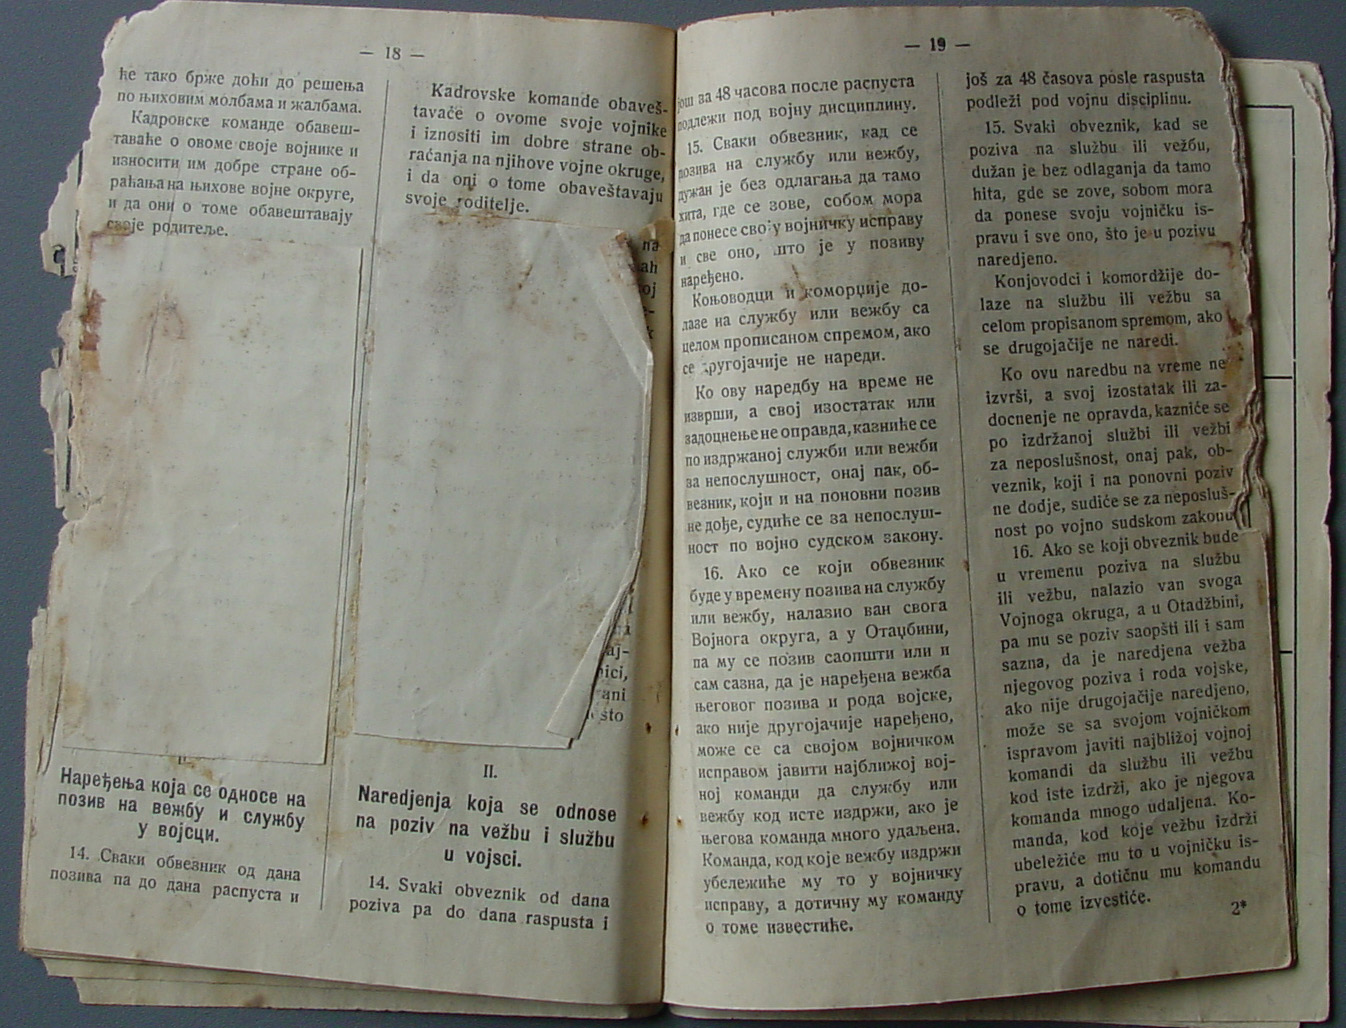 — 18 —
ће тако брже доћи до решења
по њиховим молбама и жалбама.
Кадровске команде обавеш-
таваће о овоме своје војнике и
износити им добре стране об-
раћања на њихове војне округе,
и да они о томе обавештавају
своје родитеље.
II.
Наређења која се односе на
позив на вежбу и службу
у војсци.
14. Сваки обвезник од дана
позива па до дана распуста и
Kadrovske komande obaveš-
tavaće o ovome svoje vojnike
i iznositi im dobre strane ob-
raćanja na njihove vojne okruge,
i da oni o tome obaveštavaju
svoje roditelje.
na
ah
oj
aj-
ici,
ani
što
II.
Naredjenja koja se odnose
na poziv na vežbu i službu
u vojsci.
14. Svaki obveznik od dana
poziva pa do dana raspusta i
— 19 —
још за 48 часова после распуста
подлежи под војну дисциплину.
15. Сваки обвезник, кад се
позива на службу или вежбу,
дужан је без одлагања да тамо
хита, где се зове, собом мора
да понесе своју војничку исправу
и све оно, што је у позиву
наређено.
Коњоводци и коморџије до-
лазе на службу или вежбу са
целом прописаном спремом, ако
се другојачије не нареди.
Ко ову наредбу на време не
изврши, а свој изостатак или
задоцнење не оправда, казниће се
по издржаној служби или вежби
за непослушност, онај пак, об-
везник, који и на поновни позив
не дође, судиће се за непослуш-
ност по војно судском закону.
16. Ако се који обвезник
буде у времену позива на службу
или вежбу, налазио ван свога
Војнога округа, а у Отаџбини,
па му се позив саопшти или и
сам сазна, да је наређена вежба
његовог позива и рода војске,
ако није другојачије наређено,
може се са својом војничком
исправом јавити најближој вој-
ној команди да службу или
вежбу код исте издржи, ако је
његова команда много удаљена.
Команда, код које вежбу издржи
убележиће му то у војничку
исправу, а дотичну му команду
о томе известиће.
još za 48 časova posle raspusta
podleži pod vojnu disciplinu.
15. Svaki obveznik, kad se
poziva na službu ili vežbu,
dužan je bez odlaganja da tamo
hita, gde se zove, sobom mora
da ponese svoju vojničku is-
pravu i sve ono, što je u pozivu
naredjeno.
Konjovodci i komordžije do-
laze na službu ili vežbu sa
celom propisanom spremom, ako
se drugojačije ne naredi.
Ko ovu naredbu na vreme ne
izvrši, a svoj izostatak ili za-
docnenje ne opravda, kazniće se
po izdržanoj službi ili vežbi
za neposlušnost, onaj pak, ob-
veznik, koji i na ponovni poziv
ne dodje, sudiće se za neposluš-
nost po vojno sudskom zakonu.
16. Ako se koji obveznik bude
u vremenu poziva na službu
ili vežbu, nalazio van svoga
Vojnoga okruga, a u Otadžbini,
pa mu se poziv saopšti ili i sam
sazna, da je naredjena vežba
njegovog poziva i roda vojske,
ako nije drugojačije naredjeno,
može se sa svojom vojničkom
ispravom javiti najbližoj vojnoj
komandi da službu ili vežbu
kod iste izdrži, ako je njegova
komanda mnogo udaljena. Ko-
manda, kod koje vežbu izdrži
ubeležiće mu to u vojničku is-
pravu, a dotičnu mu komandu
o tome izvestiće.
2*